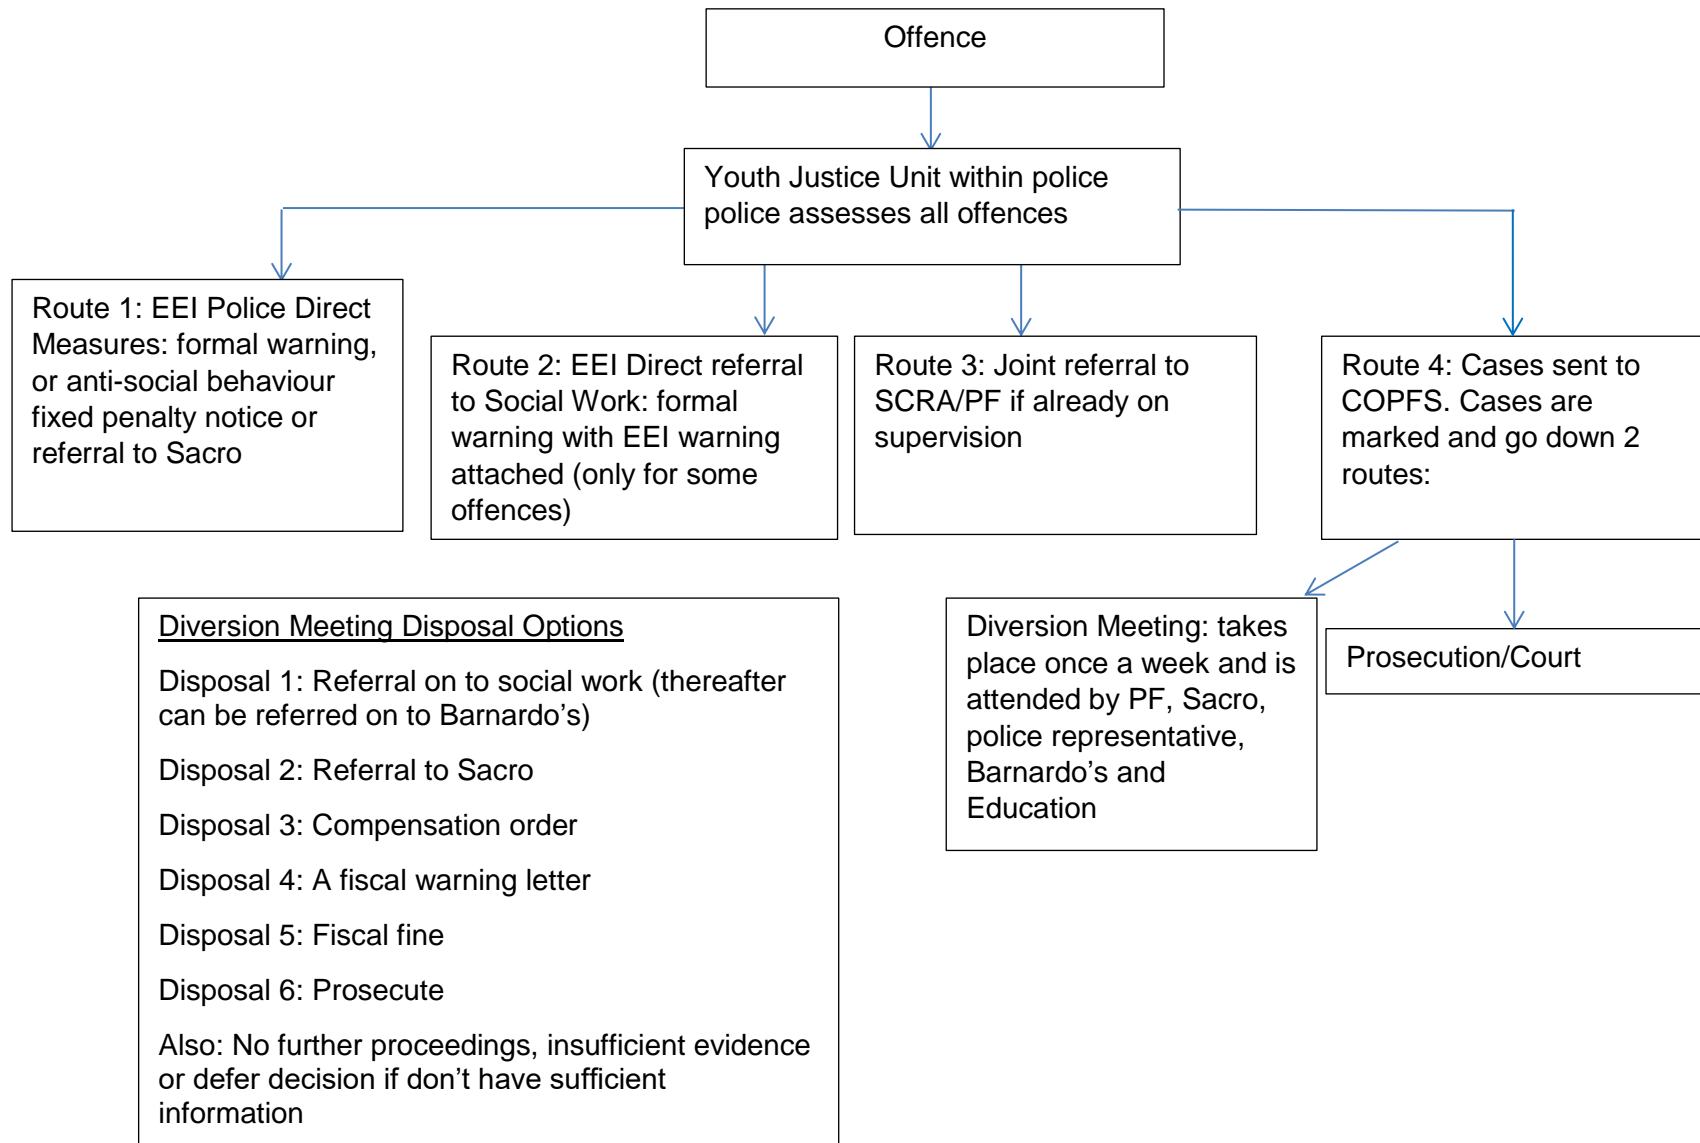 Offence
Youth Justice Unit within police
police assesses all offences
Route 1: EEI Police Direct
Measures: formal warning,
or anti-social behaviour
fixed penalty notice or
referral to Sacro
Route 2: EEI Direct referral
to Social Work: formal
warning with EEI warning
attached (only for some
offences)
Route 3: Joint referral to
SCRA/PF if already on
supervision
Route 4: Cases sent to
COPFS. Cases are
marked and go down 2
routes:
Diversion Meeting Disposal Options
Disposal 1: Referral on to social work (thereafter
can be referred on to Barnardo’s)
Disposal 2: Referral to Sacro
Disposal 3: Compensation order
Disposal 4: A fiscal warning letter
Disposal 5: Fiscal fine
Disposal 6: Prosecute
Also: No further proceedings, insufficient evidence
or defer decision if don’t have sufficient
information
Diversion Meeting: takes
place once a week and is
attended by PF, Sacro,
police representative,
Barnardo’s and
Education
Prosecution/Court